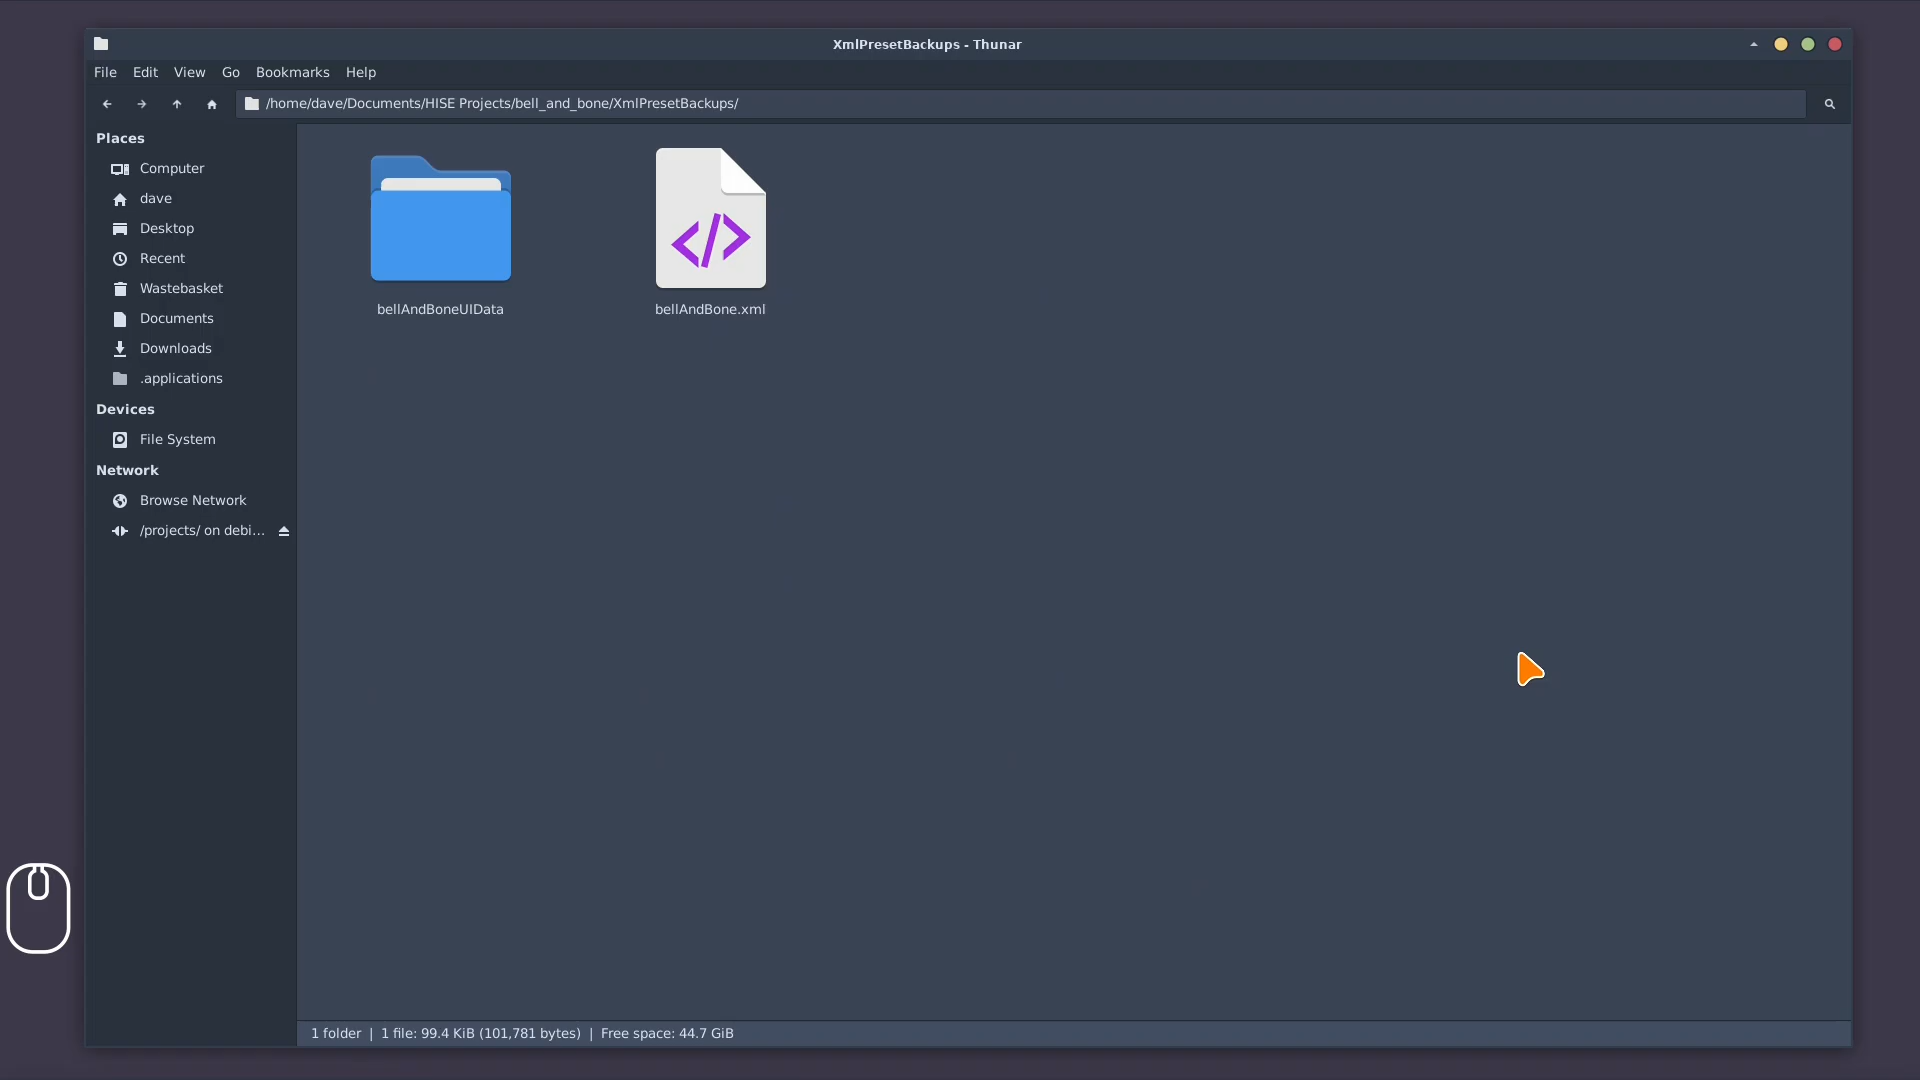 XmlPresetBackups - Thunar
File Edit View Go Bookmarks Help
/home/dave/Documents/HISE Projects/bell_and_bone/XmlPresetBackups/
Places
Computer
dave
Desktop
Recent
Wastebasket
Documents
Downloads
.applications
Devices
File System
Network
Browse Network
/projects/ on debi...
bellAndBoneUIData
bellAndBone.xml
1 folder | 1 file: 99.4 KiB (101,781 bytes) | Free space: 44.7 GiB